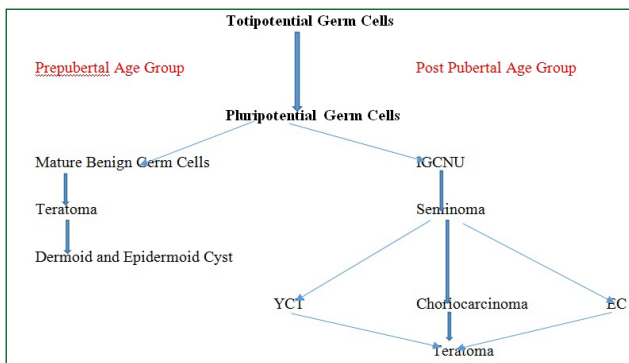 Totipotential Germ Cells
Prepubertal Age Group
Post Pubertal Age Group
Pluripotential Germ Cells
Mature Benign Germ Cells
IGCNU
Teratoma
Seminoma
Dermoid and Epidermoid Cyst
YCT
Choriocarcinoma
EC
Teratoma